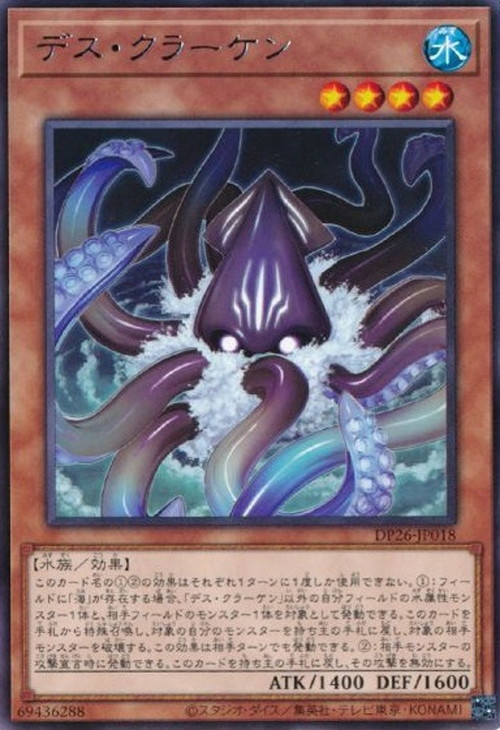 デス・クラーケン
水
DP26-JP018
【水族／効果】
このカード名の①②の効果はそれぞれ1ターンに1度しか使用できない。①：フィー
ルドに「海」が存在する場合、「デス・クラーケン」以外の自分フィールドの水属性モン
スター1体と、相手フィールドのモンスター1体を対象として発動できる。このカードを
手札から特殊召喚し、対象の自分のモンスターを持ち主の手札に戻し、対象の相手
モンスターを破壊する。この効果は相手ターンでも発動できる。②：相手モンスターの
攻撃宣言時に発動できる。このカードを持ち主の手札に戻し、その攻撃を無効にする。
ATK/1400 DEF/1600
69436288 ©スタジオ・ダイス／集英社・テレビ東京・KONAMI